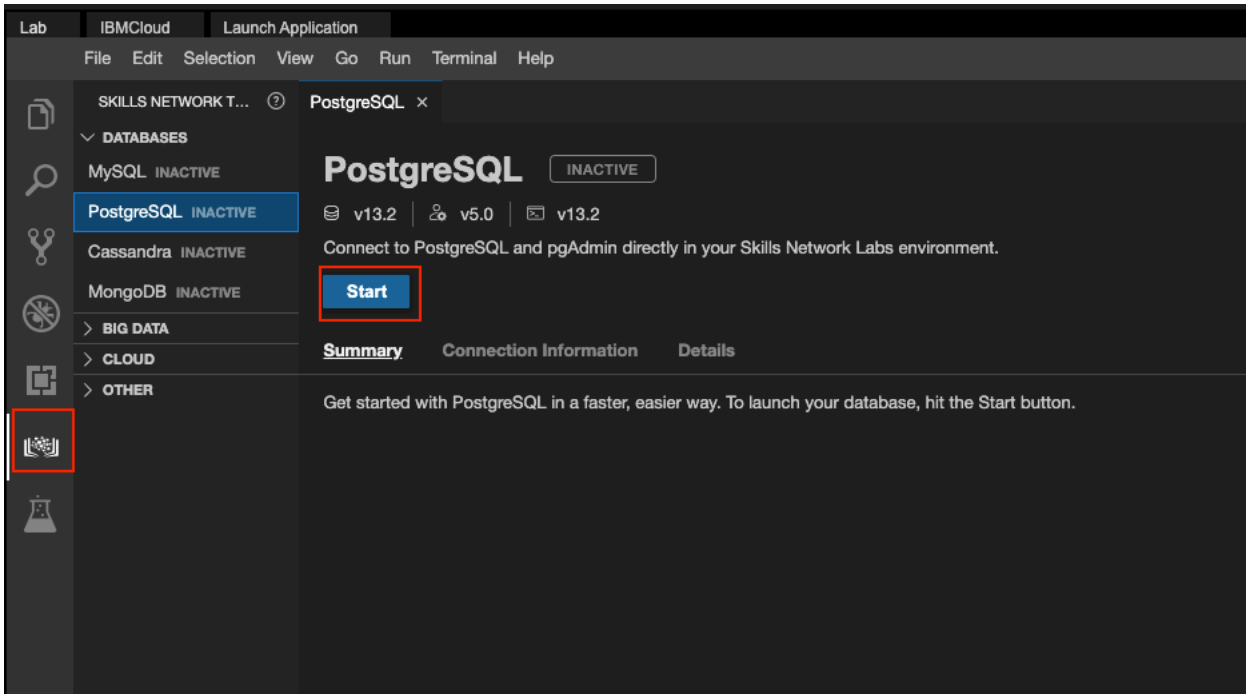 Lab IBMCloud Launch Application
File Edit Selection View Go Run Terminal Help
SKILLS NETWORK T...
DATABASES
MySQL INACTIVE
PostgreSQL INACTIVE
Cassandra INACTIVE
MongoDB INACTIVE
BIG DATA
CLOUD
OTHER
PostgreSQL ×
PostgreSQL INACTIVE
v13.2 v5.0 v13.2
Connect to PostgreSQL and pgAdmin directly in your Skills Network Labs environment.
Start
Summary Connection Information Details
Get started with PostgreSQL in a faster, easier way. To launch your database, hit the Start button.